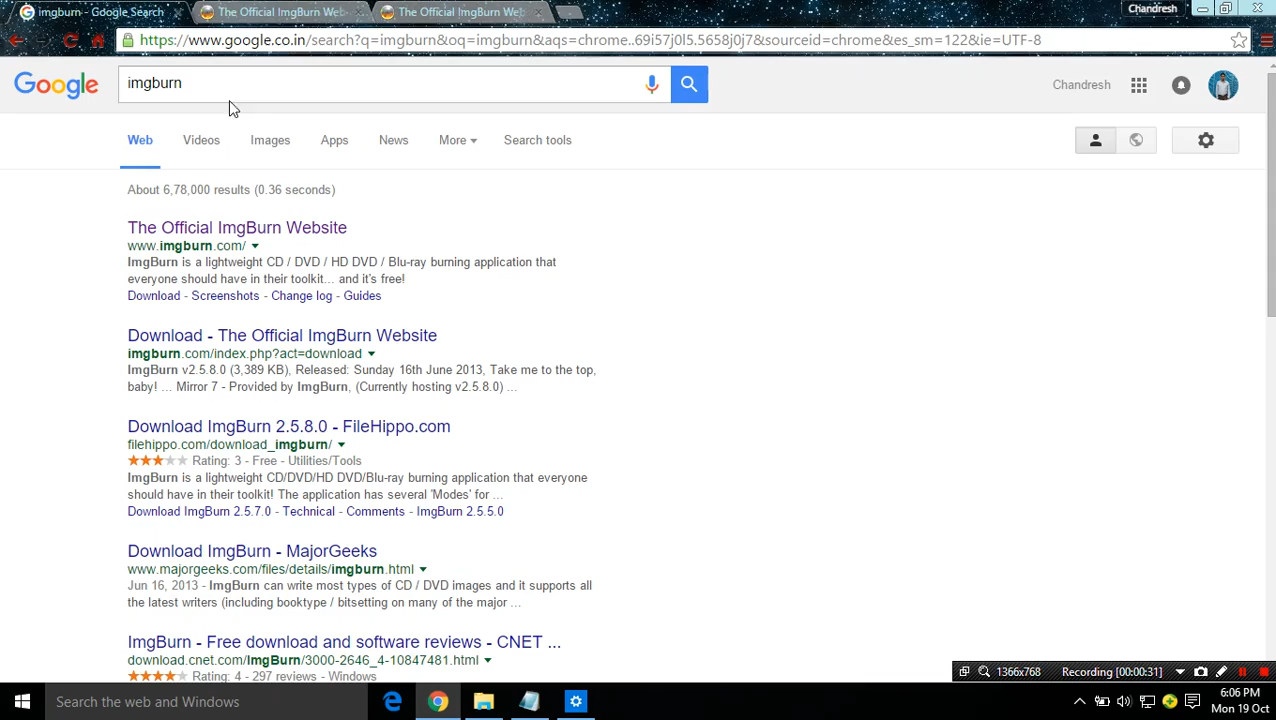 imgburn - Google Search
The Official ImgBurn Web
The Official ImgBurn Web
Chandresh
https://www.google.co.in/search?q=imgburn&oq=imgburn&aqs=chrome..69i57j0l5.5658j0j7&sourceid=chrome&es_sm=122&ie=UTF-8
Google
imgburn
Chandresh
Web Videos Images Apps News More Search tools
About 6,78,000 results (0.36 seconds)
The Official ImgBurn Website
www.imgburn.com/
ImgBurn is a lightweight CD / DVD / HD DVD / Blu-ray burning application that
everyone should have in their toolkit... and it's free!
Download - Screenshots - Change log - Guides
Download - The Official ImgBurn Website
imgburn.com/index.php?act=download
ImgBurn v2.5.8.0 (3,389 KB), Released: Sunday 16th June 2013, Take me to the top,
baby! ... Mirror 7 - Provided by ImgBurn, (Currently hosting v2.5.8.0) ...
Download ImgBurn 2.5.8.0 - FileHippo.com
filehippo.com/download_imgburn/
Rating: 3 - Free - Utilities/Tools
ImgBurn is a lightweight CD/DVD/HD DVD/Blu-ray burning application that everyone
should have in their toolkit! The application has several 'Modes' for ...
Download ImgBurn 2.5.7.0 - Technical - Comments - ImgBurn 2.5.5.0
Download ImgBurn - MajorGeeks
www.majorgeeks.com/files/details/imgburn.html
Jun 16, 2013 - ImgBurn can write most types of CD / DVD images and it supports all
the latest writers (including booktype / bitsetting on many of the major ...
ImgBurn - Free download and software reviews - CNET ...
download.cnet.com/ImgBurn/3000-2646_4-10847481.html
Rating: 4 - 297 reviews - Windows
1366x768 Recording [00:00:31]
Search the web and Windows
6:06 PM
Mon 19 Oct